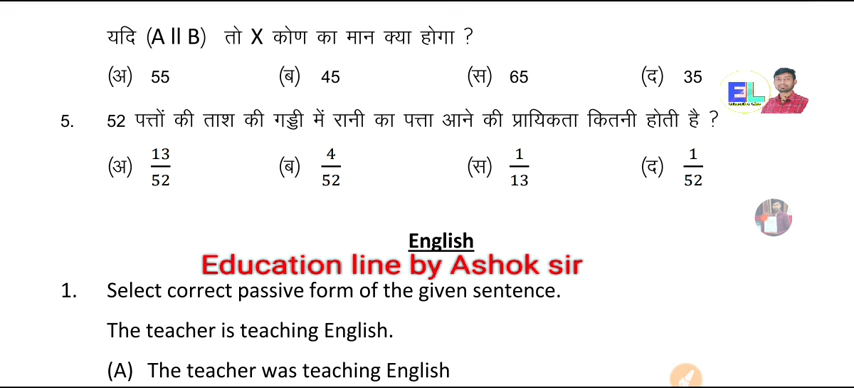 यदि (A ll B) तो X कोण का मान क्या होगा ?
(अ) 55 (ब) 45 (स) 65 (द) 35
EL
5. 52 पत्तों की ताश की गड्डी में रानी का पत्ता आने की प्रायिकता कितनी होती है ?
(अ) 13/52 (ब) 4/52 (स) 1/13 (द) 1/52
English
Education line by Ashok sir
1. Select correct passive form of the given sentence.
The teacher is teaching English.
(A) The teacher was teaching English